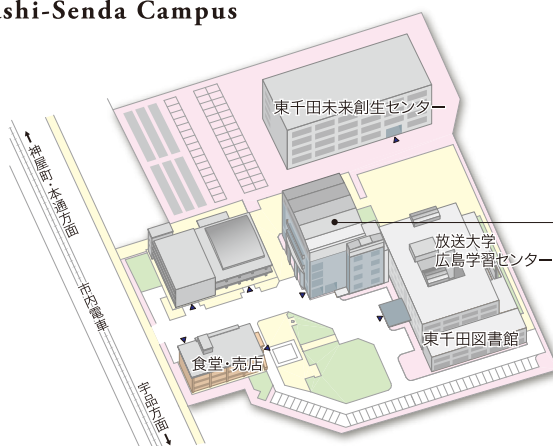 shi-Senda Campus
東千田未来創生センター
神屋町・本通方面
放送大学
広島学習センター
市内電車
東千田図書館
食堂・売店
宇品方面